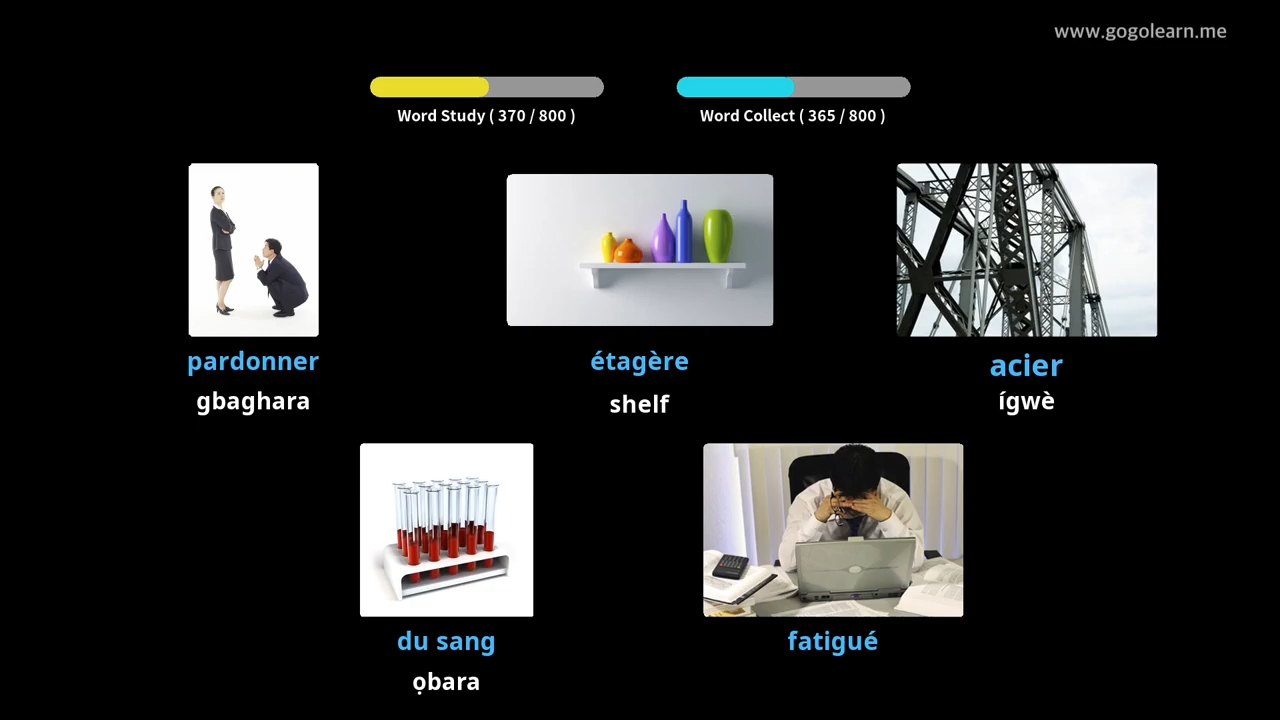 www.gogolearn.me
Word Study ( 370 / 800 )
Word Collect ( 365 / 800 )
pardonner
gbaghara
étagère
shelf
acier
ígwè
du sang
ọbara
fatigué